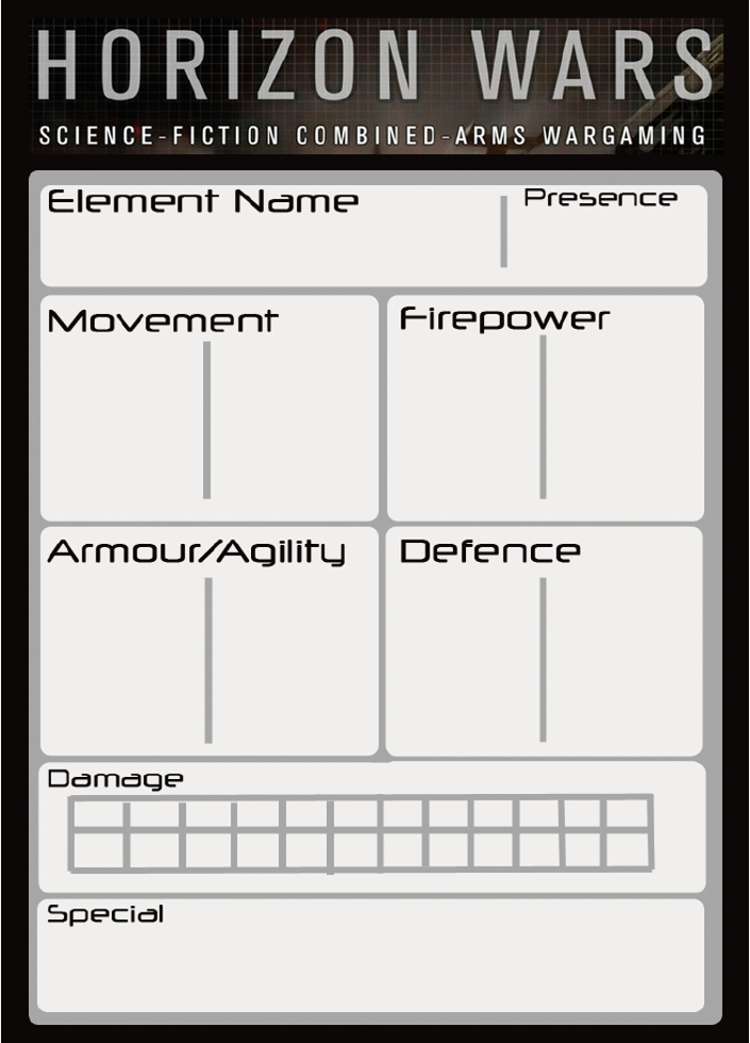 HORIZON WARS
SCIENCE-FICTION COMBINED-ARMS WARGAMING
Element Name
Presence
Movement
Firepower
Armour/Agility
Defence
Damage
Special